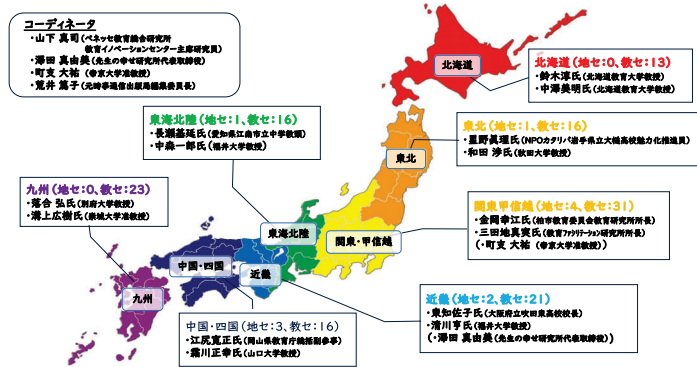 コーディネータ
・山下 真司(ベネッセ教育総合研究所
教育イノベーションセンター主席研究員)
・澤田 真由美(先生の幸せ研究所代表取締役)
・町支 大祐(帝京大学准教授)
・荒井 篤子(元時事通信出版局編集委員長)
北海道(地セ:0、教セ:13)
・鈴木淳氏(北海道教育大学教授)
・中澤美明氏(北海道教育大学教授)
北海道
東海北陸(地セ:1、教セ:16)
・長瀬基延氏(愛知県江南市立中学教頭)
・中森一郎氏(福井大学教授)
東北(地セ:1、教セ:16)
・星野眞理氏(NPOカタリバ岩手県立大槌高校魅力化推進員)
・和田 渉氏(秋田大学教授)
東北
九州(地セ:0、教セ:23)
・落合 弘氏(別府大学教授)
・溝上広樹氏(崇城大学准教授)
関東甲信越(地セ:4、教セ:31)
・金岡幸江氏(柏市教育委員会教育研究所所長)
・三田地真実氏(教育ファシリテーション研究所所長)
(・町支 大祐(帝京大学准教授))
東海北陸
関東・甲信越
中国・四国
近畿
九州
近畿(地セ:2、教セ:21)
・東知佐子氏(大阪府立吹田東高校校長)
・清川亨氏(福井大学教授)
(・澤田 真由美(先生の幸せ研究所代表取締役))
中国・四国(地セ:3、教セ:16)
・江尻寛正氏(岡山県教育庁総括副参事)
・霜川正幸氏(山口大学教授)